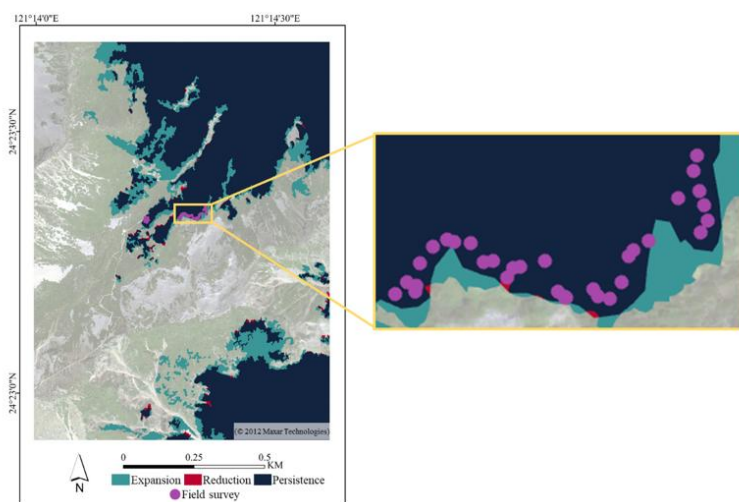 121°14'0"E
121°14'30"E
24°23'30"N
24°23'0"N
(© 2012 Maxar Technologies)
0
0.25
0.5
KM
Expansion
Reduction
Persistence
Field survey